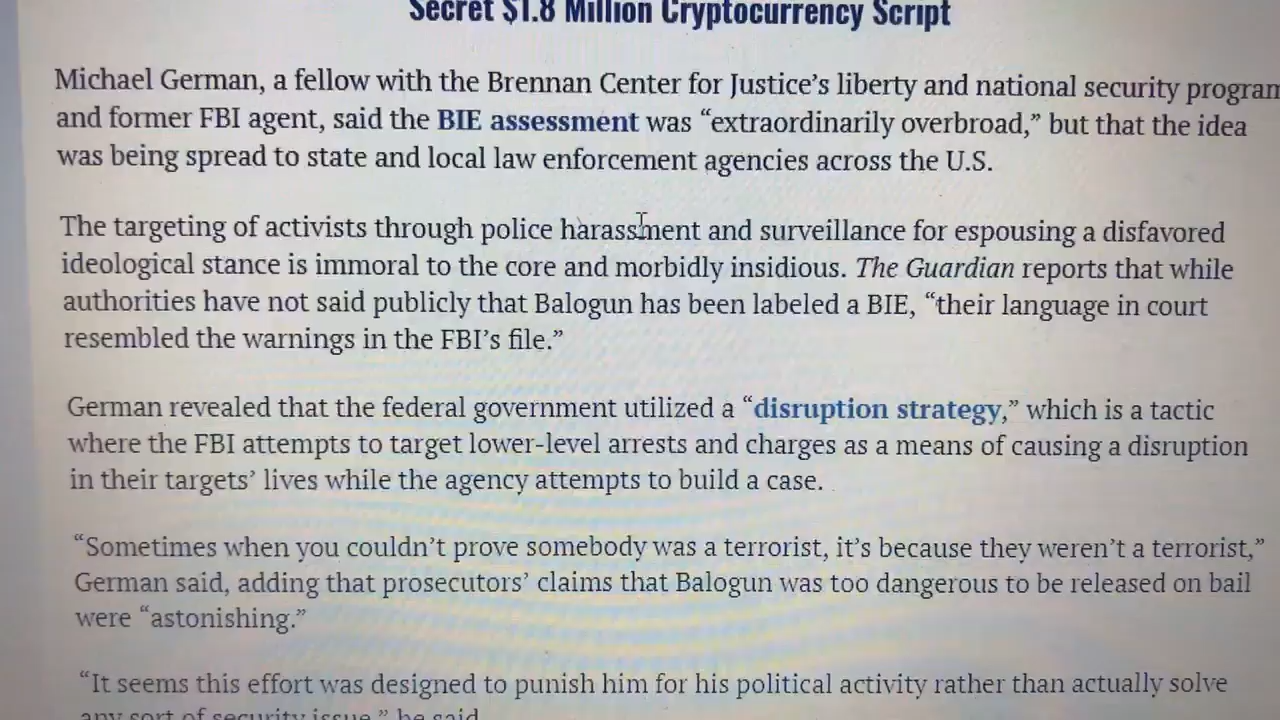 Secret $1.8 Million Cryptocurrency Script
Michael German, a fellow with the Brennan Center for Justice’s liberty and national security program
and former FBI agent, said the BIE assessment was “extraordinarily overbroad,” but that the idea
was being spread to state and local law enforcement agencies across the U.S.
The targeting of activists through police harassment and surveillance for espousing a disfavored
ideological stance is immoral to the core and morbidly insidious. The Guardian reports that while
authorities have not said publicly that Balogun has been labeled a BIE, “their language in court
resembled the warnings in the FBI’s file.”
German revealed that the federal government utilized a “disruption strategy,” which is a tactic
where the FBI attempts to target lower-level arrests and charges as a means of causing a disruption
in their targets’ lives while the agency attempts to build a case.
“Sometimes when you couldn’t prove somebody was a terrorist, it’s because they weren’t a terrorist,”
German said, adding that prosecutors’ claims that Balogun was too dangerous to be released on bail
were “astonishing.”
“It seems this effort was designed to punish him for his political activity rather than actually solve
any sort of security issue,” he said